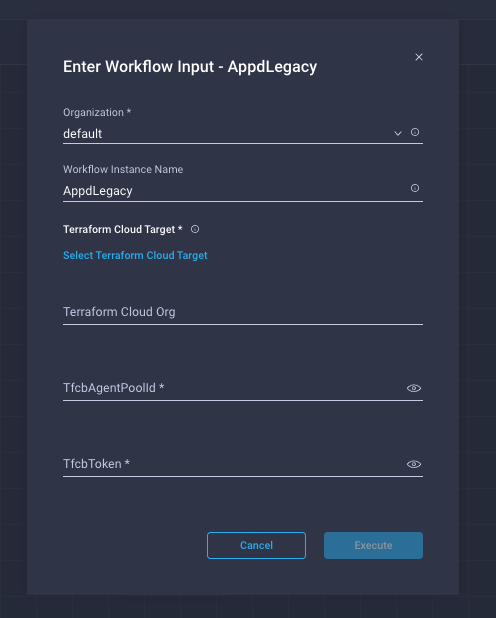 Enter Workflow Input - AppdLegacy
Organization *
default
Workflow Instance Name
AppdLegacy
Terraform Cloud Target *
Select Terraform Cloud Target
Terraform Cloud Org
TfcbAgentPoolId *
TfcbToken *
Cancel
Execute